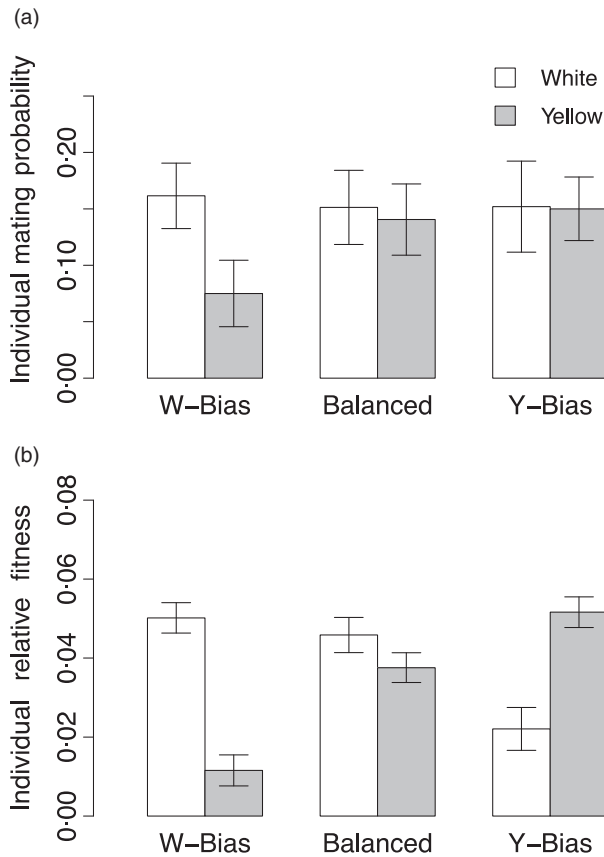 (a)
White
Yellow
Individual mating probability
0·20
0·10
0·00
W−Bias Balanced Y−Bias
(b)
Individual relative fitness
0·08
0·06
0·04
0·02
0·00
W−Bias Balanced Y−Bias